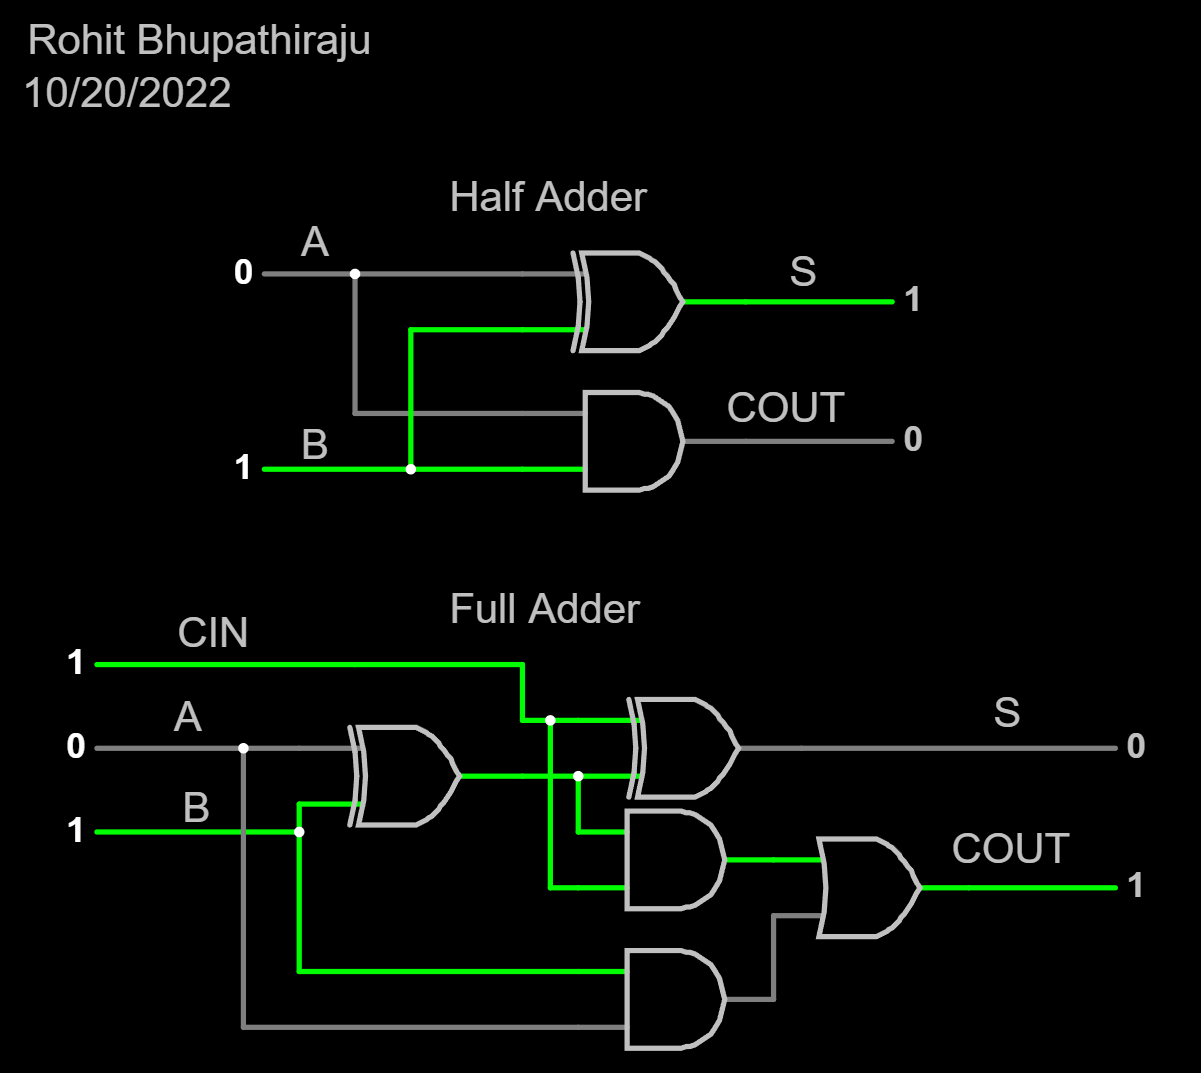 Rohit Bhupathiraju
10/20/2022
Half Adder
A
0
S
1
COUT
0
B
1
Full Adder
CIN
1
A
0
S
0
B
1
COUT
1